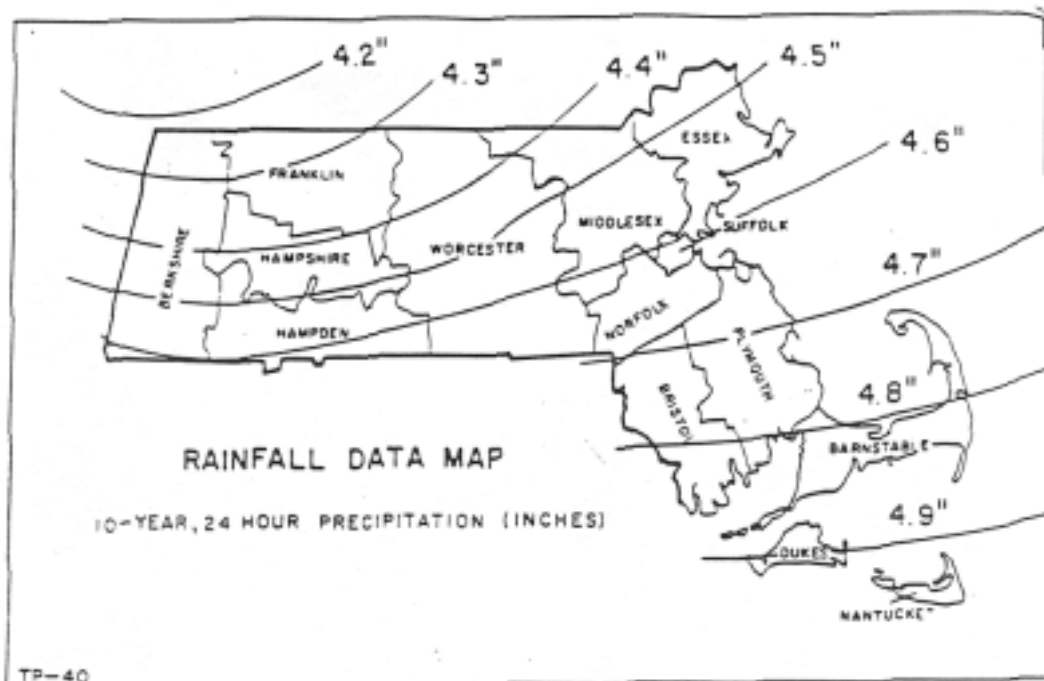 4.2"
4.3"
4.4"
4.5"
4.6"
4.7"
4.8"
4.9"
ESSEX
FRANKLIN
MIDDLESEX
SUFFOLK
WORCESTER
HAMPSHIRE
BERKSHIRE
HAMPDEN
NORFOLK
PLYMOUTH
BRISTOL
BARNSTABLE
DUKES
NANTUCKET
RAINFALL DATA MAP
10-YEAR, 24 HOUR PRECIPITATION (INCHES)
TP-40